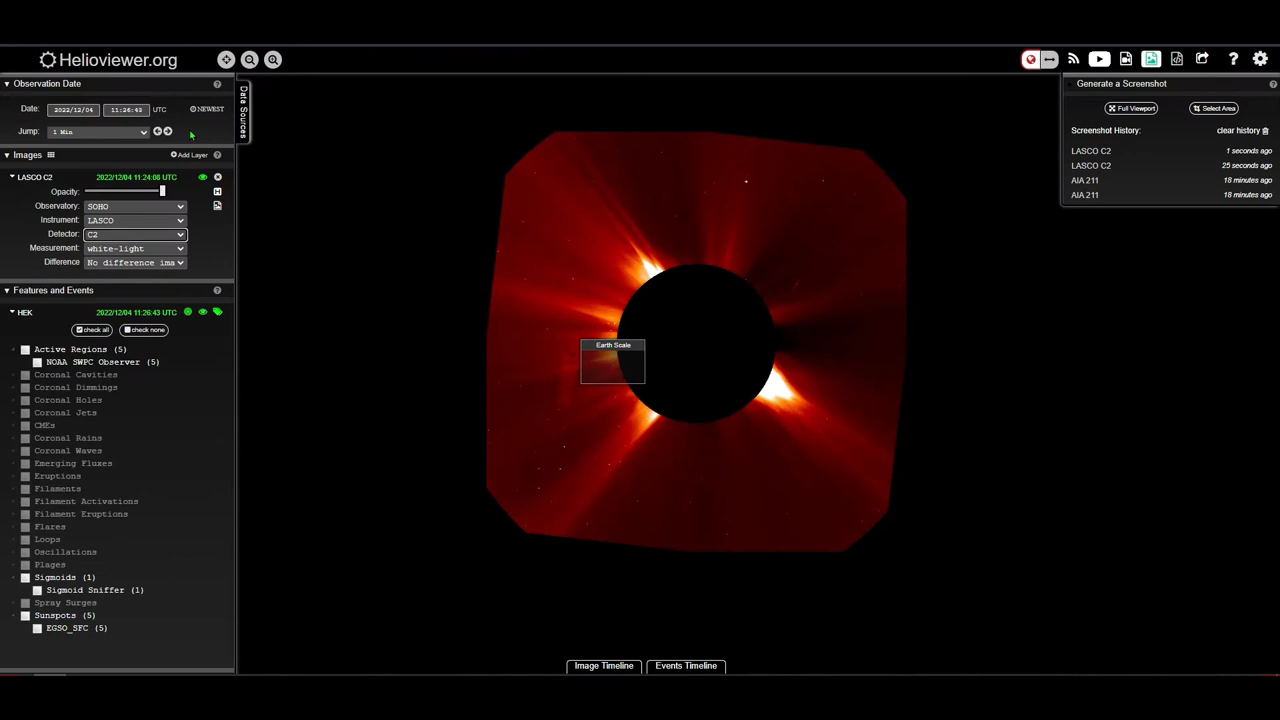 Helioviewer.org
Observation Date
Date: 2022/12/04 11:26:43 UTC NEWEST
Jump: 1 Min
Images
Add Layer
LASCO C2 2022/12/04 11:24:08 UTC
Opacity:
Observatory: SOHO
Instrument: LASCO
Detector: C2
Measurement: white-light
Difference No difference ima
Features and Events
HEK 2022/12/04 11:26:43 UTC
check all check none
Active Regions (5)
NOAA SWPC Observer (5)
Coronal Cavities
Coronal Dimmings
Coronal Holes
Coronal Jets
CMEs
Coronal Rains
Coronal Waves
Emerging Fluxes
Eruptions
Filaments
Filament Activations
Filament Eruptions
Flares
Loops
Oscillations
Plages
Sigmoids (1)
Sigmoid Sniffer (1)
Spray Surges
Sunspots (5)
EGSO_SFC (5)
Data Sources
Earth Scale
Image Timeline Events Timeline
Generate a Screenshot
Full Viewport Select Area
Screenshot History: clear history
LASCO C2 1 seconds ago
LASCO C2 25 seconds ago
AIA 211 18 minutes ago
AIA 211 18 minutes ago